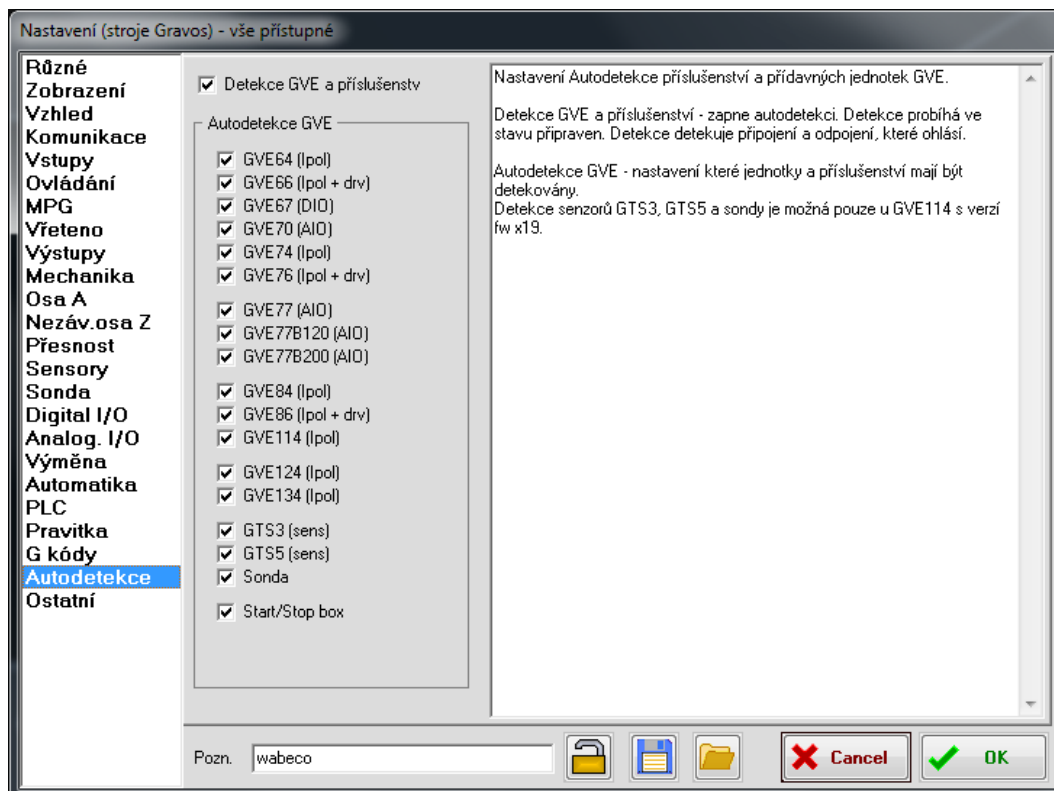 Nastavení (stroje Gravos) - vše přístupné
Různé
Zobrazení
Vzhled
Komunikace
Vstupy
Ovládání
MPG
Vřeteno
Výstupy
Mechanika
Osa A
Nezáv.osa Z
Přesnost
Sensory
Sonda
Digital I/O
Analog. I/O
Výměna
Automatika
PLC
Pravitka
G kódy
Autodetekce
Ostatní
Detekce GVE a příslušenstv
Autodetekce GVE
GVE64 (Ipol)
GVE66 (Ipol + drv)
GVE67 (DIO)
GVE70 (AIO)
GVE74 (Ipol)
GVE76 (Ipol + drv)
GVE77 (AIO)
GVE77B120 (AIO)
GVE77B200 (AIO)
GVE84 (Ipol)
GVE86 (Ipol + drv)
GVE114 (Ipol)
GVE124 (Ipol)
GVE134 (Ipol)
GTS3 (sens)
GTS5 (sens)
Sonda
Start/Stop box
Nastavení Autodetekce příslušenství a přídavných jednotek GVE.
Detekce GVE a příslušenství - zapne autodetekci. Detekce probíhá ve
stavu připraven. Detekce detekuje připojení a odpojení, které ohlásí.
Autodetekce GVE - nastavení které jednotky a příslušenství mají být
detekovány.
Detekce senzorů GTS3, GTS5 a sondy je možná pouze u GVE114 s verzí
fw x19.
Pozn.
wabeco
Cancel
OK